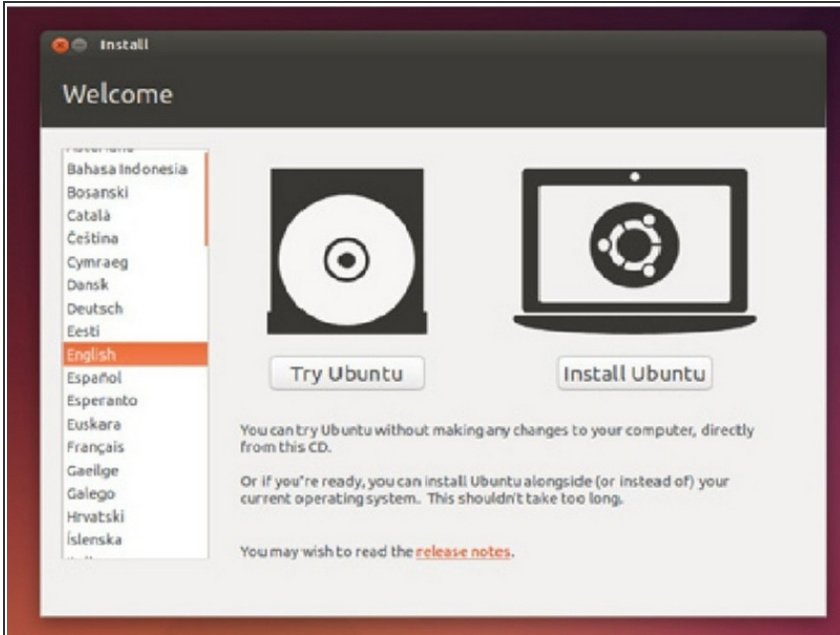 Install
Welcome
Bahasa Indonesia
Bosanski
Català
Čeština
Cymraeg
Dansk
Deutsch
Eesti
English
Español
Esperanto
Euskara
Français
Gaeilge
Galego
Hrvatski
Íslenska
Try Ubuntu
Install Ubuntu
You can try Ubuntu without making any changes to your computer, directly
from this CD.
Or if you're ready, you can install Ubuntu alongside (or instead of) your
current operating system. This shouldn't take too long.
You may wish to read the release notes.